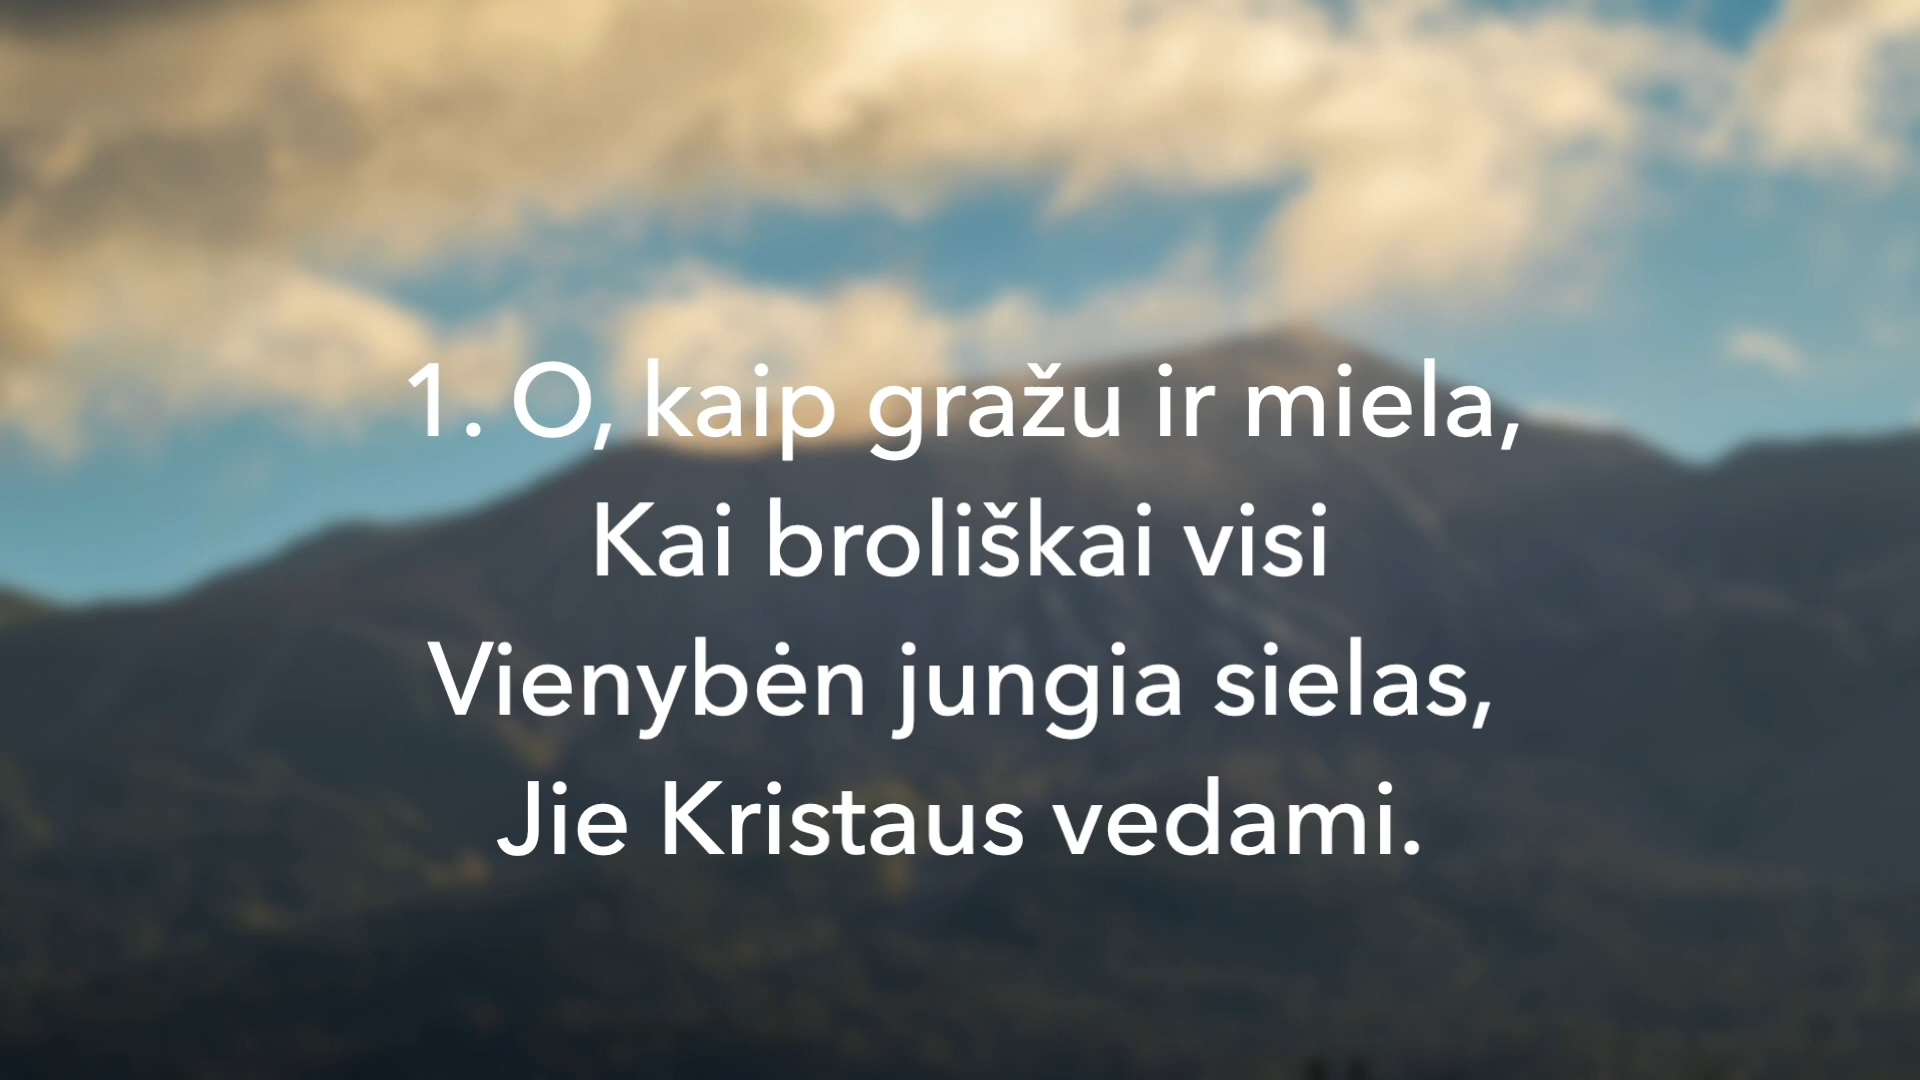 1. O, kaip gražu ir miela,
Kai broliškai visi
Vienybėn jungia sielas,
Jie Kristaus vedami.